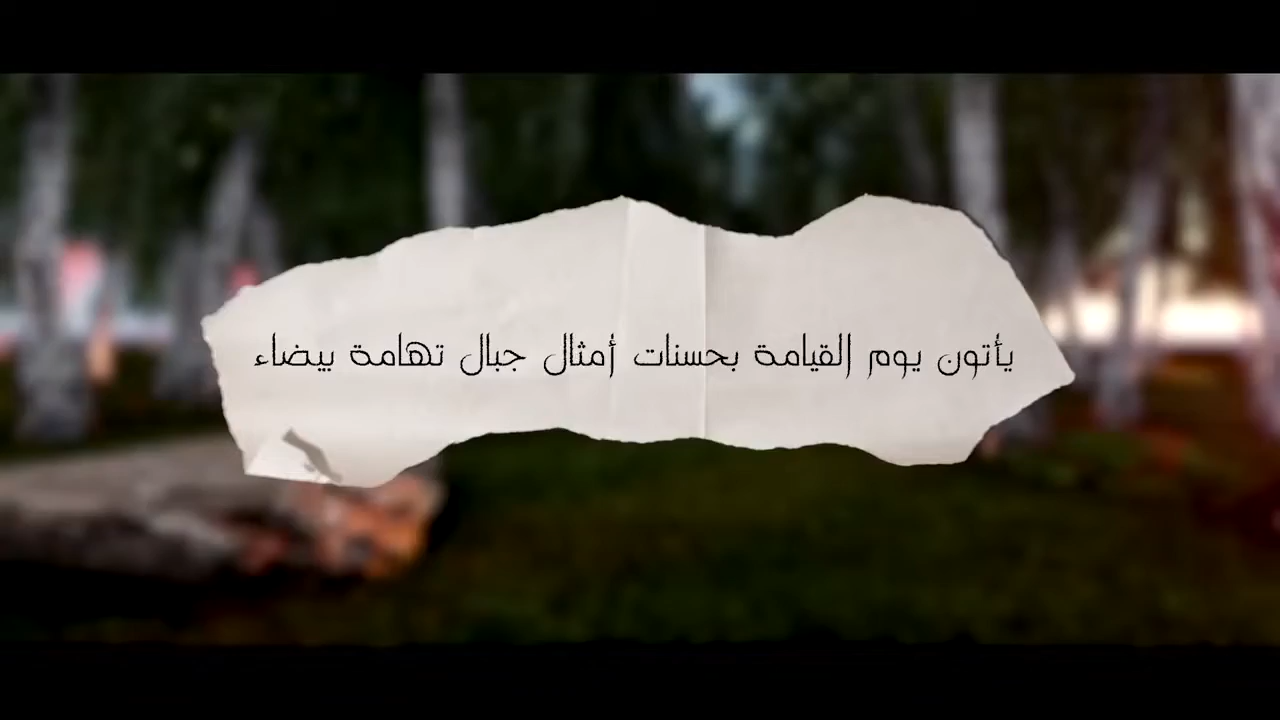 يأتون يوم القيامة بحسنات أمثال جبال تهامة بيضاء